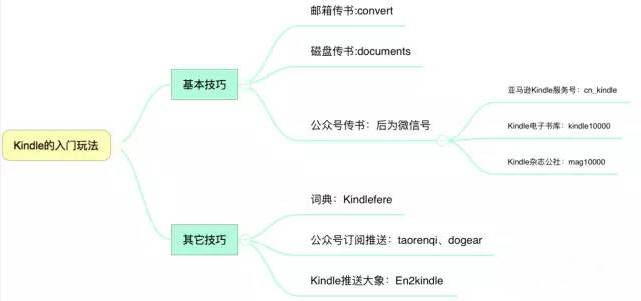 Kindle的入门玩法
基本技巧
邮箱传书:convert
磁盘传书:documents
公众号传书：后为微信号
亚马逊Kindle服务号：cn_kindle
Kindle电子书库：kindle10000
Kindle杂志公社：mag10000
其它技巧
词典：Kindlefere
公众号订阅推送：taorenqi、dogear
Kindle推送大象：En2kindle